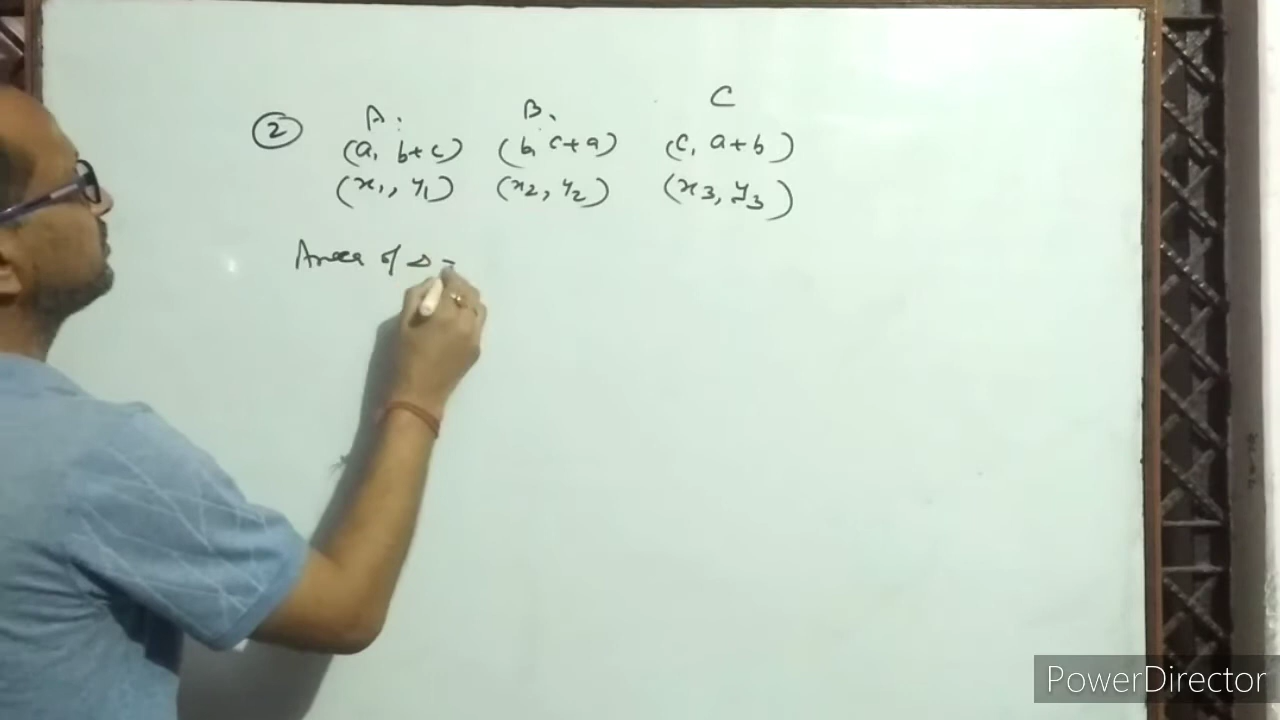 ② A. B. C
(a, b+c) (b, c+a) (c, a+b)
(x₁, y₁) (x₂, y₂) (x₃, y₃)
Area of Δ =
PowerDirector